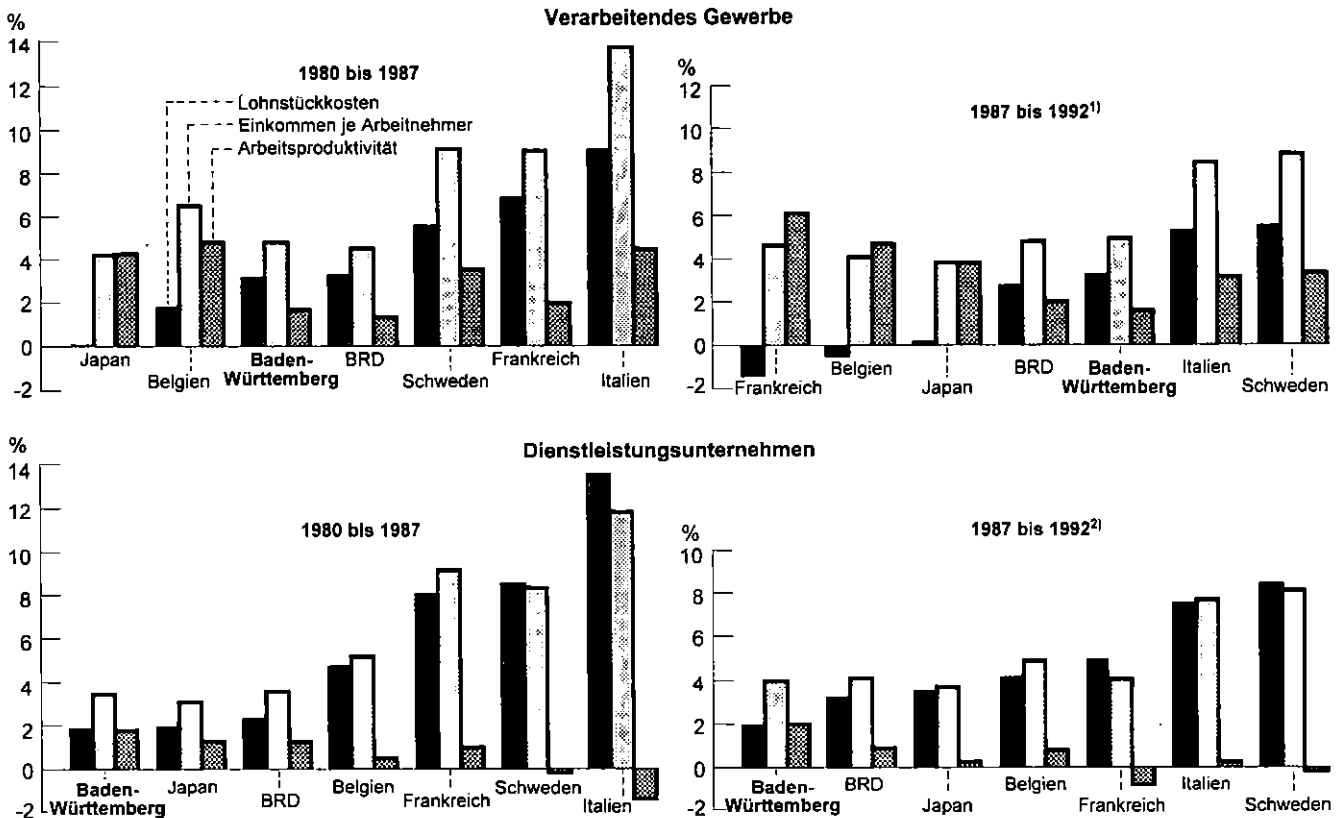 Verarbeitendes Gewerbe
%
14
12
10
8
6
4
2
0
-2
1980 bis 1987
Lohnstückkosten
Einkommen je Arbeitnehmer
Arbeitsproduktivität
Japan
Belgien
Baden-
Württemberg
BRD
Schweden
Frankreich
Italien
%
12
10
8
6
4
2
0
-2
1987 bis 1992¹⁾
Frankreich
Belgien
Japan
BRD
Baden-
Württemberg
Italien
Schweden
Dienstleistungsunternehmen
%
14
12
10
8
6
4
2
0
-2
1980 bis 1987
Baden-
Württemberg
Japan
BRD
Belgien
Frankreich
Schweden
Italien
%
10
8
6
4
2
0
-2
1987 bis 1992²⁾
Baden-
Württemberg
BRD
Japan
Belgien
Frankreich
Italien
Schweden